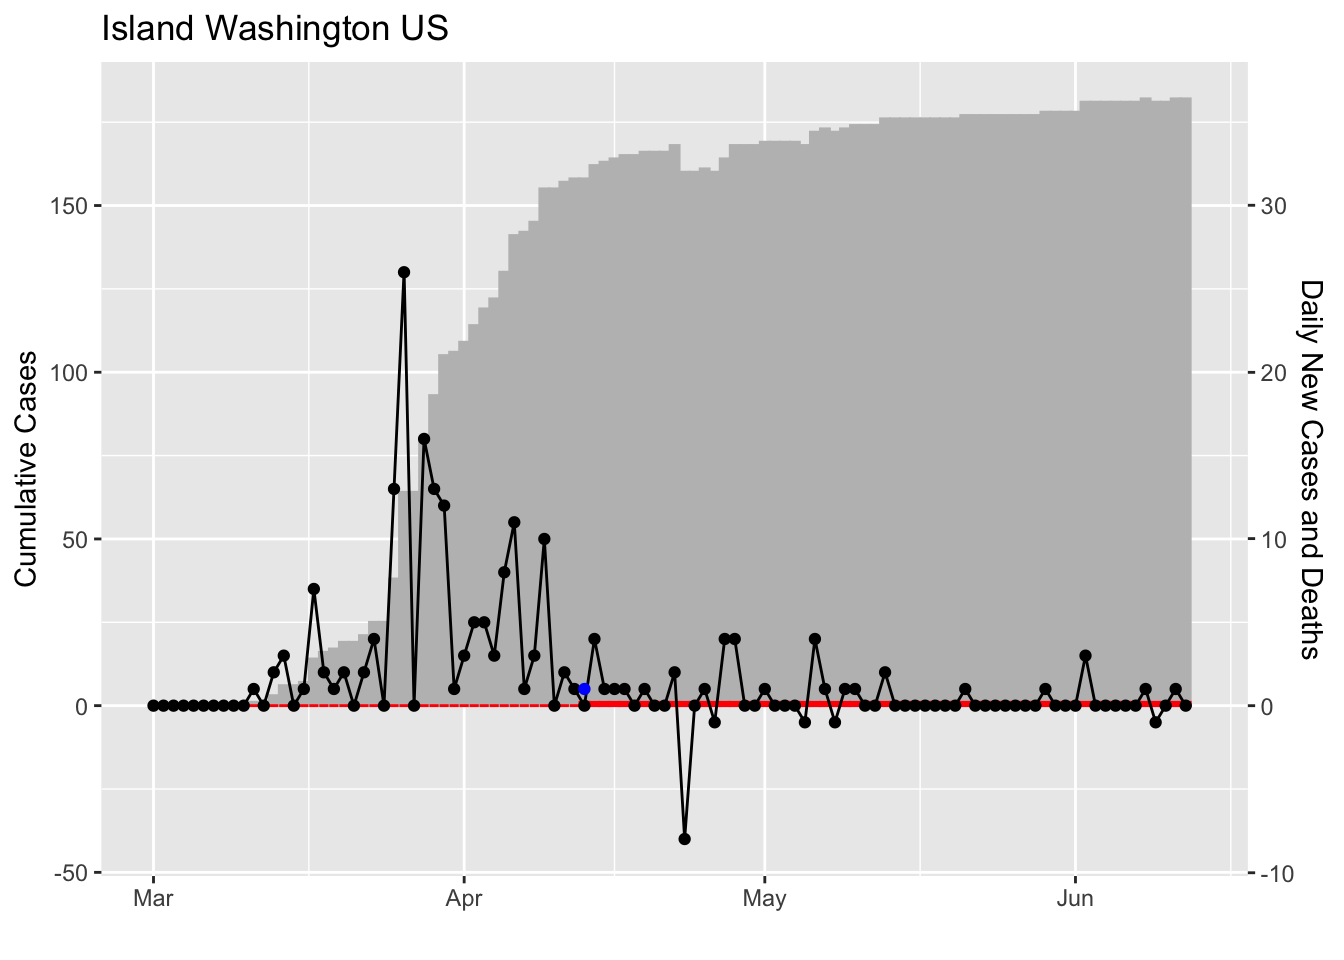 Island Washington US
Cumulative Cases
150
100
50
0
-50
30
20
10
0
-10
Daily New Cases and Deaths
Mar
Apr
May
Jun